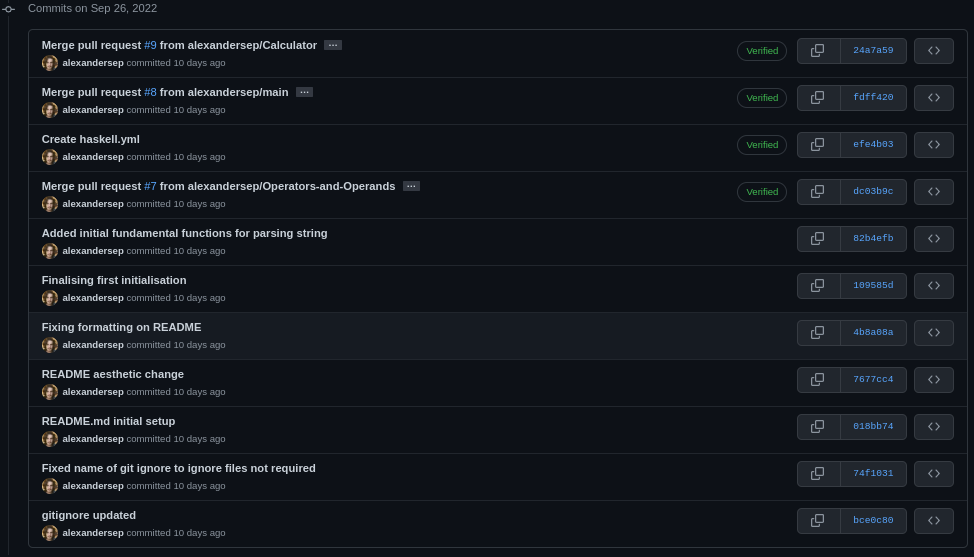 Commits on Sep 26, 2022
Merge pull request #9 from alexandersep/Calculator ...
Verified
24a7a59
alexandersep committed 10 days ago
Merge pull request #8 from alexandersep/main ...
Verified
fdff420
alexandersep committed 10 days ago
Create haskell.yml
Verified
efe4b03
alexandersep committed 10 days ago
Merge pull request #7 from alexandersep/Operators-and-Operands ...
Verified
dc03b9c
alexandersep committed 10 days ago
Added initial fundamental functions for parsing string
82b4efb
alexandersep committed 10 days ago
Finalising first initialisation
109585d
alexandersep committed 10 days ago
Fixing formatting on README
4b8a08a
alexandersep committed 10 days ago
README aesthetic change
7677cc4
alexandersep committed 10 days ago
README.md initial setup
018bb74
alexandersep committed 10 days ago
Fixed name of git ignore to ignore files not required
74f1031
alexandersep committed 10 days ago
gitignore updated
bce0c80
alexandersep committed 10 days ago